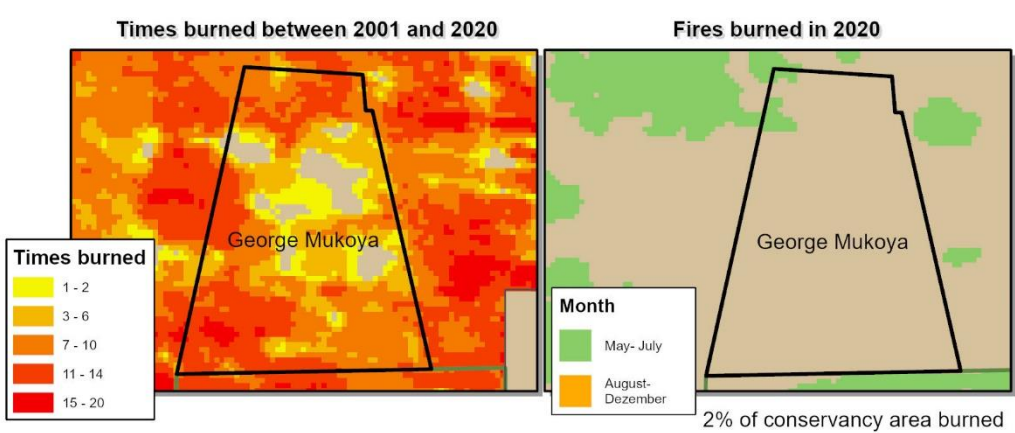 Times burned between 2001 and 2020
George Mukoya
Times burned
1 - 2
3 - 6
7 - 10
11 - 14
15 - 20
Fires burned in 2020
George Mukoya
Month
May- July
August-
Dezember
2% of conservancy area burned